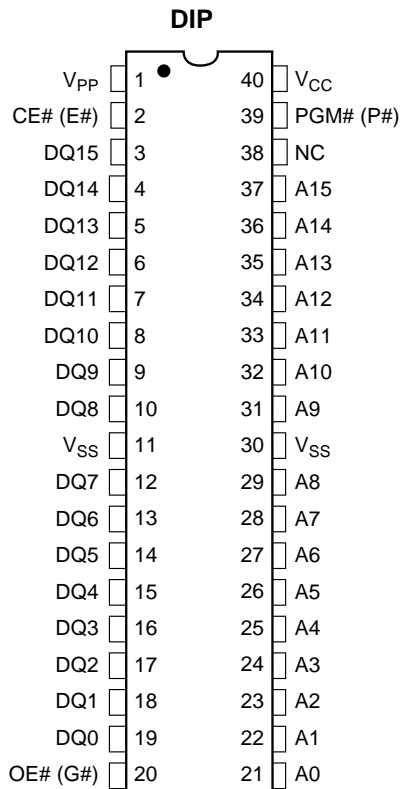 DIP
V_PP 1 40 V_CC
CE# (E#) 2 39 PGM# (P#)
DQ15 3 38 NC
DQ14 4 37 A15
DQ13 5 36 A14
DQ12 6 35 A13
DQ11 7 34 A12
DQ10 8 33 A11
DQ9 9 32 A10
DQ8 10 31 A9
V_SS 11 30 V_SS
DQ7 12 29 A8
DQ6 13 28 A7
DQ5 14 27 A6
DQ4 15 26 A5
DQ3 16 25 A4
DQ2 17 24 A3
DQ1 18 23 A2
DQ0 19 22 A1
OE# (G#) 20 21 A0